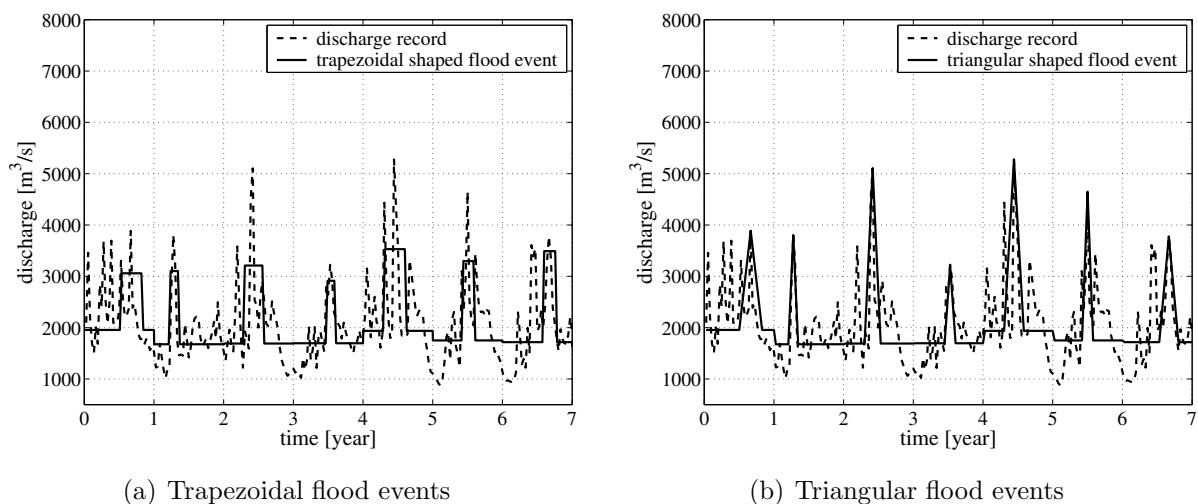 8000
7000
6000
5000
4000
3000
2000
1000
discharge [m³/s]
discharge record
trapezoidal shaped flood event
0 1 2 3 4 5 6 7
time [year]
(a) Trapezoidal flood events
8000
7000
6000
5000
4000
3000
2000
1000
discharge [m³/s]
discharge record
triangular shaped flood event
0 1 2 3 4 5 6 7
time [year]
(b) Triangular flood events